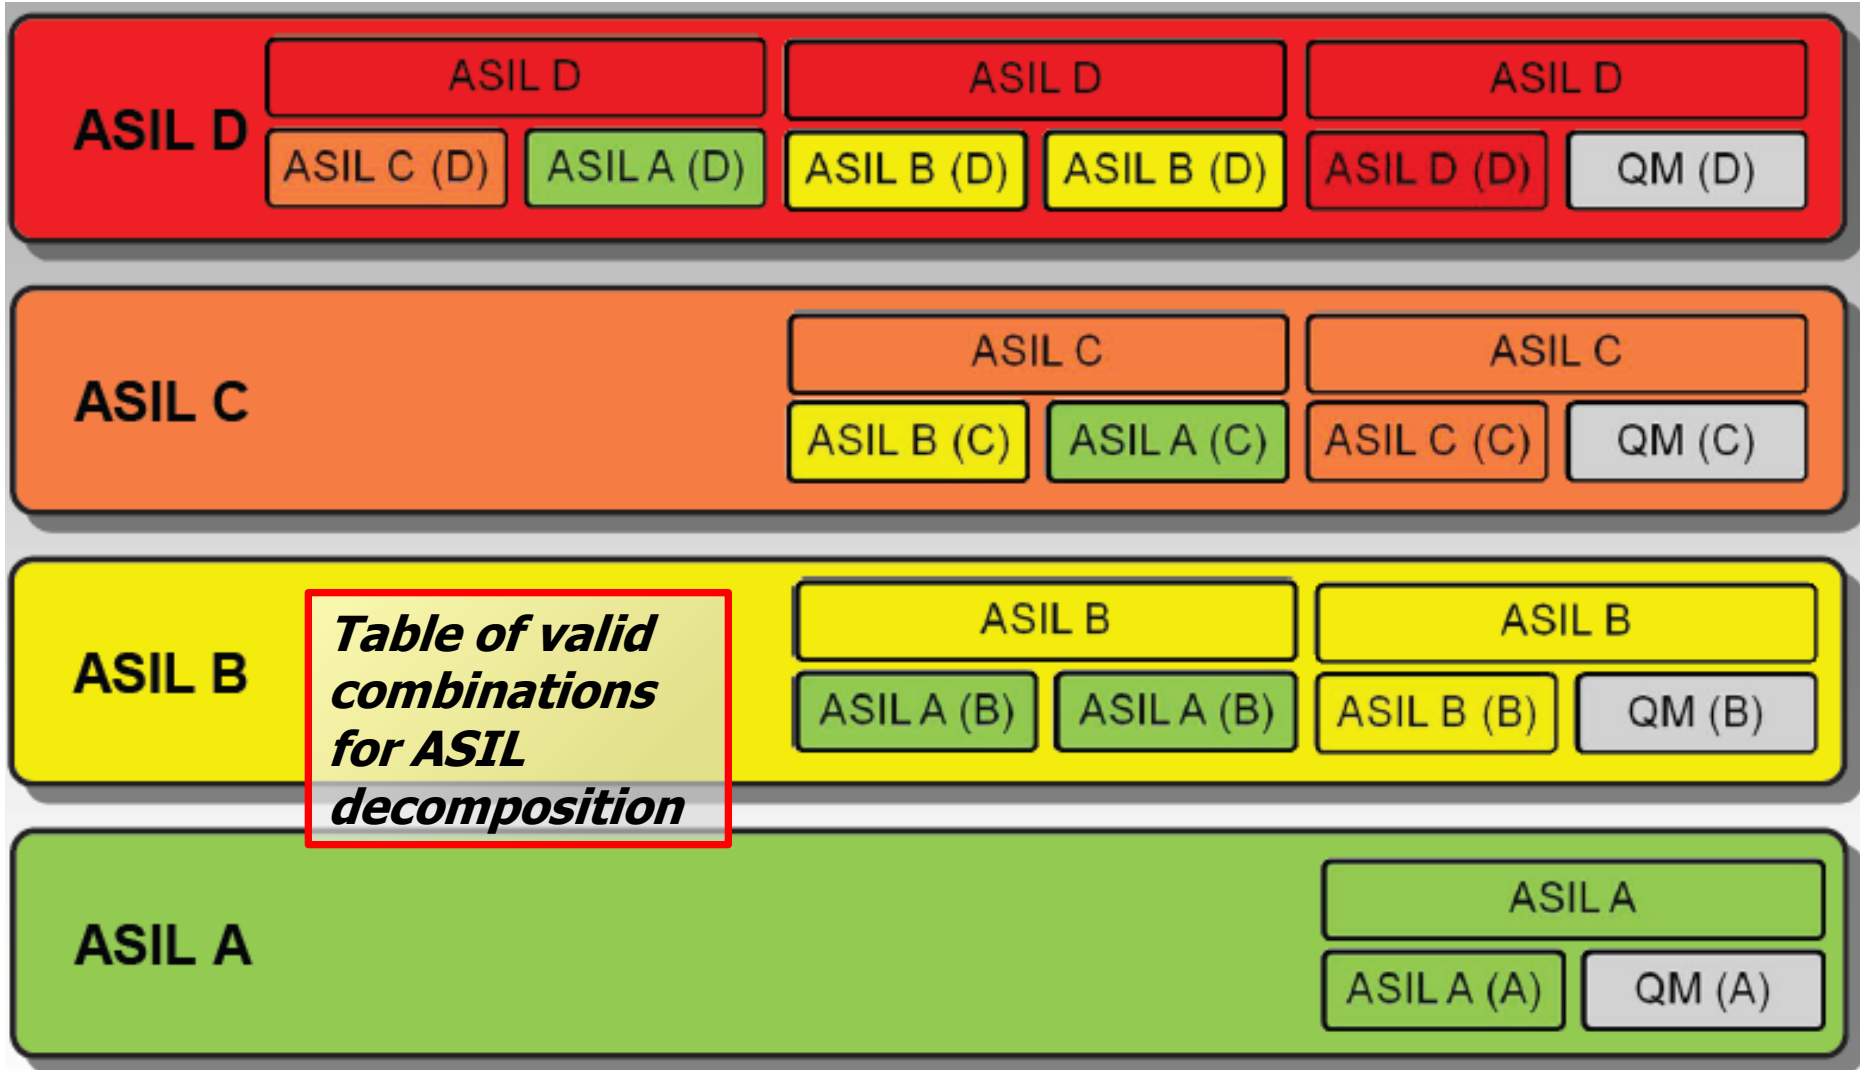 ASIL D
ASIL D ASIL D ASIL D
ASIL C (D) ASIL A (D) ASIL B (D) ASIL B (D) ASIL D (D) QM (D)
ASIL C
ASIL C ASIL C
ASIL B (C) ASIL A (C) ASIL C (C) QM (C)
ASIL B
Table of valid
combinations
for ASIL
decomposition
ASIL B ASIL B
ASIL A (B) ASIL A (B) ASIL B (B) QM (B)
ASIL A
ASIL A
ASIL A (A) QM (A)